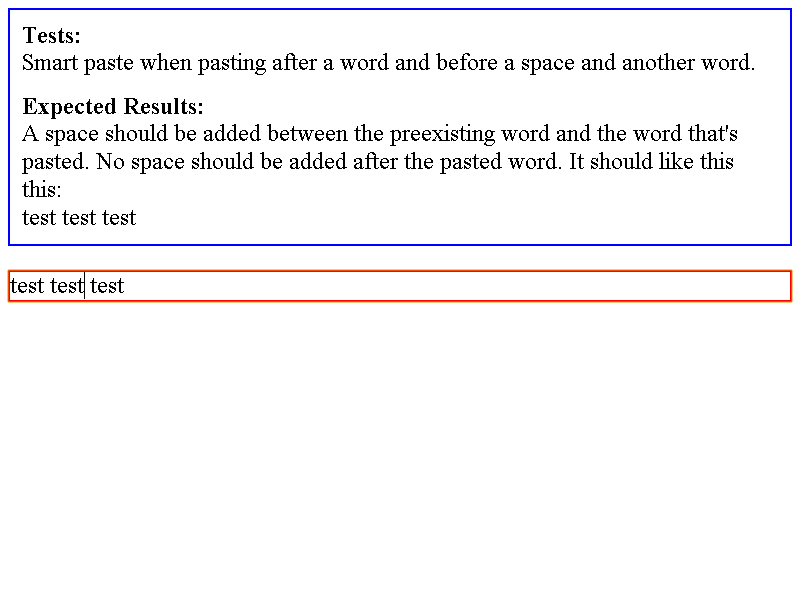 Tests:
Smart paste when pasting after a word and before a space and another word.
Expected Results:
A space should be added between the preexisting word and the word that's
pasted. No space should be added after the pasted word. It should like this
this:
test test test
test test test